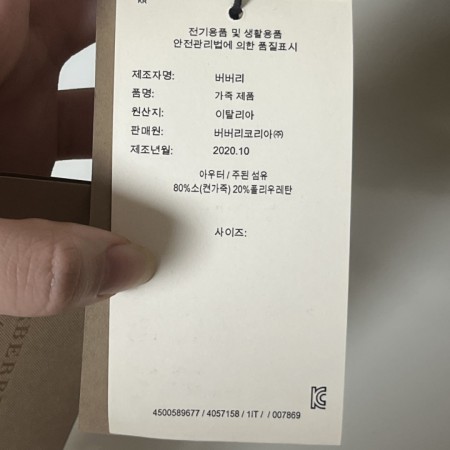 KR
전기용품 및 생활용품
안전관리법에 의한 품질표시
제조자명: 버버리
품명: 가죽 제품
원산지: 이탈리아
판매원: 버버리코리아㈜
제조년월: 2020.10
아우터 / 주된 섬유
80%소(컨가죽) 20%폴리우레탄
사이즈:
4500589677 / 4057158 / 1IT / / 007869